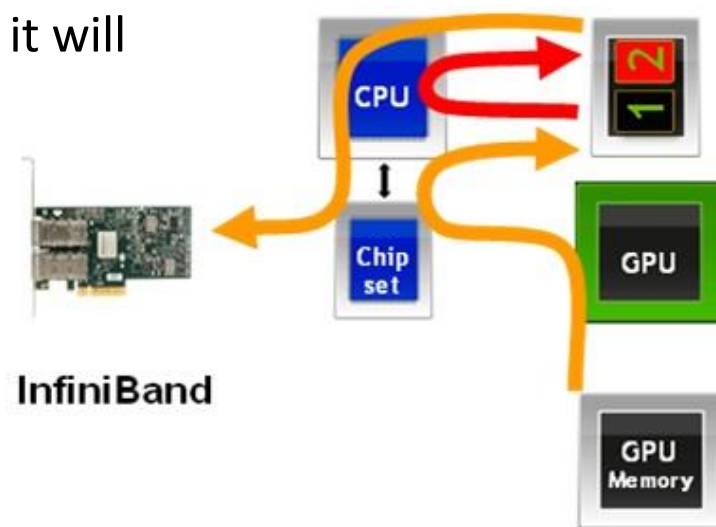 it will
CPU
2
1
Chip
set
GPU
InfiniBand
GPU
Memory